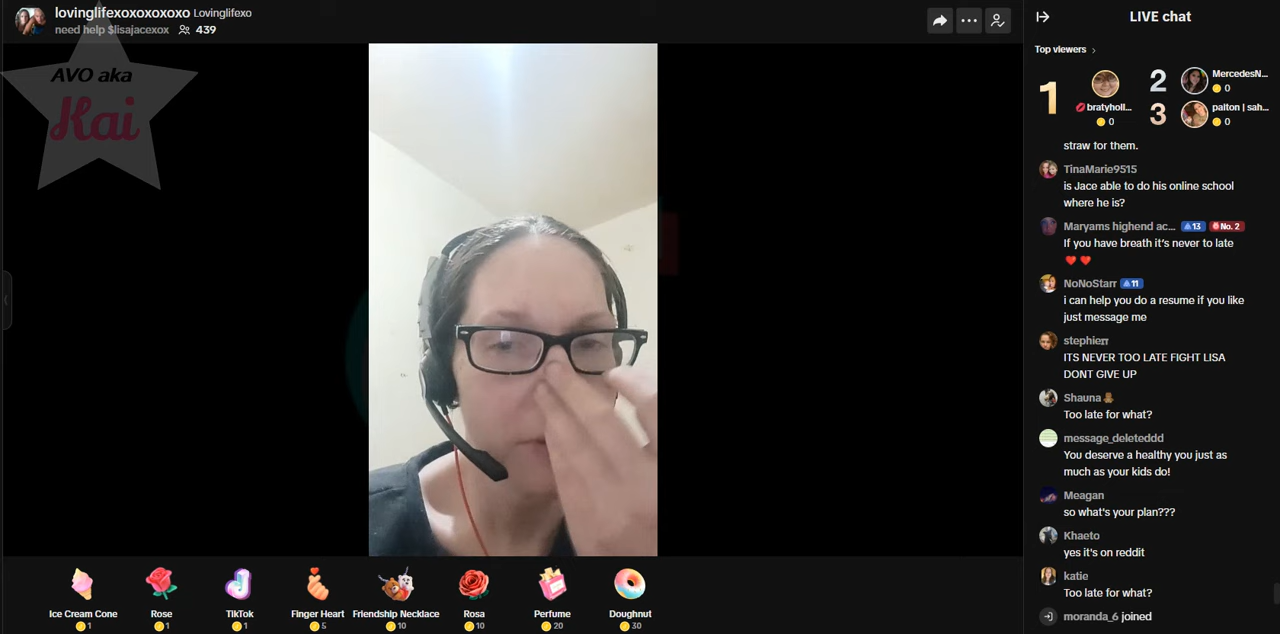 lovinglifexoxoxoxoxo Lovinglifexo
need help $lisajacexox 439
AVO aka
Kai
LIVE chat
Top viewers
1
bratyholl...
0
2
MercedesN...
0
3
palton | sah...
0
straw for them.
TinaMarie9515
is Jace able to do his online school
where he is?
Maryams highend ac... 13 No. 2
If you have breath it's never to late
NoNoStarr 11
i can help you do a resume if you like
just message me
stephierr
ITS NEVER TOO LATE FIGHT LISA
DONT GIVE UP
Shauna
Too late for what?
message_deleteddd
You deserve a healthy you just as
much as your kids do!
Meagan
so what's your plan???
Khaeto
yes it's on reddit
katie
Too late for what?
moranda_6 joined
Ice Cream Cone
1
Rose
1
TikTok
1
Finger Heart
5
Friendship Necklace
10
Rosa
10
Perfume
20
Doughnut
30